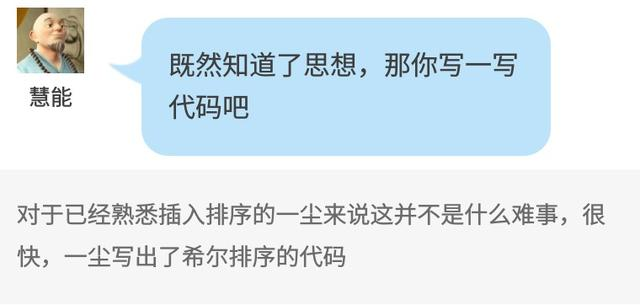 既然知道了思想，那你写一写
代码吧
慧能
对于已经熟悉插入排序的一尘来说这并不是什么难事，很
快，一尘写出了希尔排序的代码